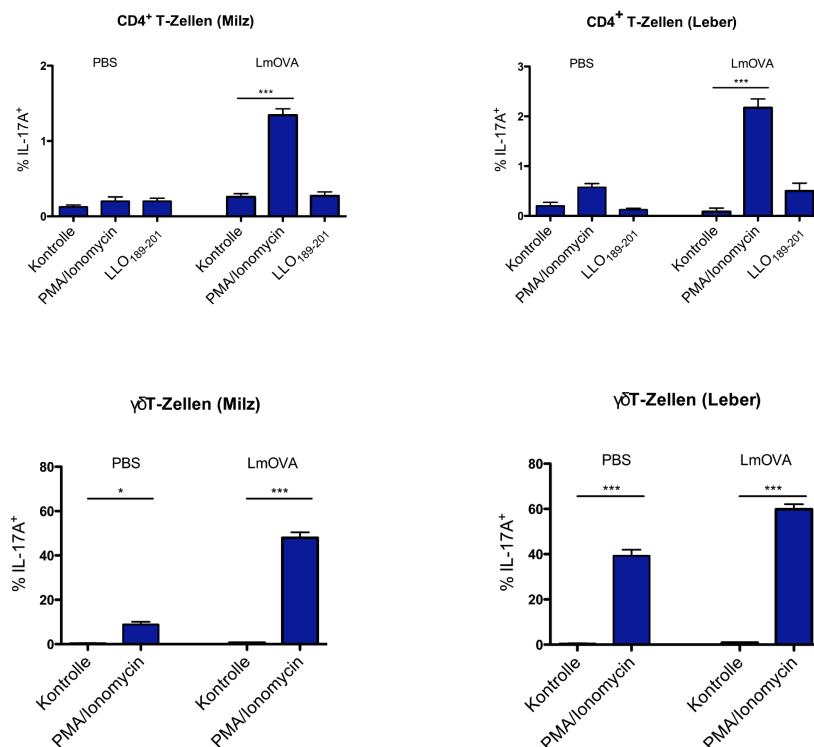 CD4⁺ T-Zellen (Milz)
PBS LmOVA
***
% IL-17A⁺
2
1
0
Kontrolle
PMA/Ionomycin
LLO₁₈₉₋₂₀₁
Kontrolle
PMA/Ionomycin
LLO₁₈₉₋₂₀₁
CD4⁺ T-Zellen (Leber)
PBS LmOVA
***
% IL-17A⁺
3
2
1
0
Kontrolle
PMA/Ionomycin
LLO₁₈₉₋₂₀₁
Kontrolle
PMA/Ionomycin
LLO₁₈₉₋₂₀₁
γδT-Zellen (Milz)
PBS LmOVA
* ***
% IL-17A⁺
80
60
40
20
0
Kontrolle
PMA/Ionomycin
Kontrolle
PMA/Ionomycin
γδT-Zellen (Leber)
PBS LmOVA
*** ***
% IL-17A⁺
80
60
40
20
0
Kontrolle
PMA/Ionomycin
Kontrolle
PMA/Ionomycin